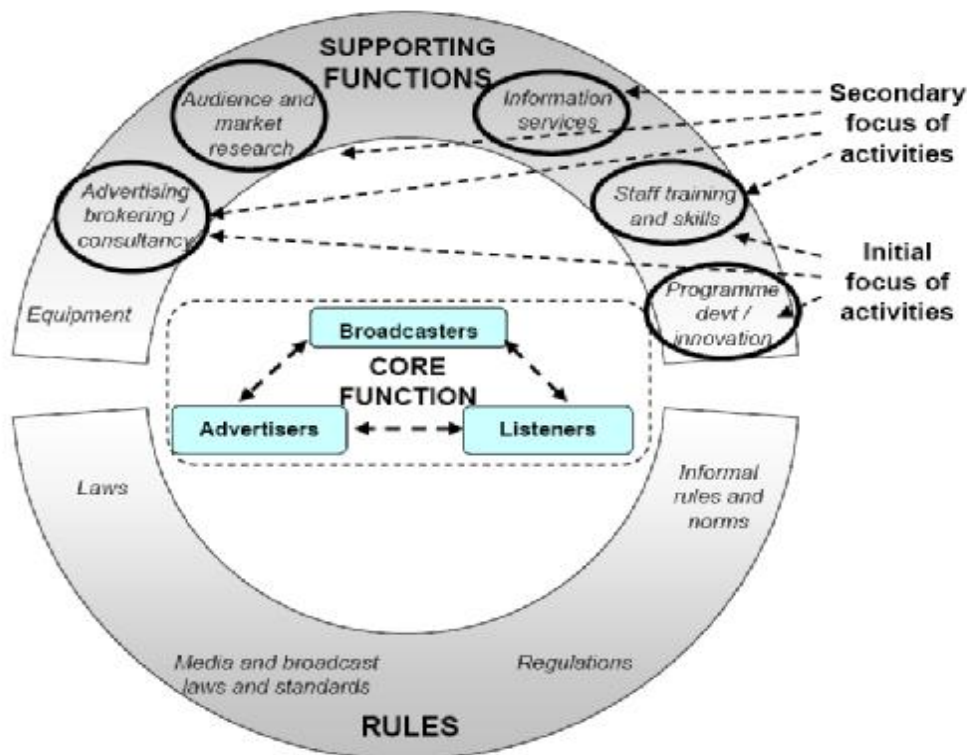 SUPPORTING
FUNCTIONS
Audience and
market
research
Information
services
Secondary
focus of
activities
Advertising
brokering /
consultancy
Staff training
and skills
Initial
focus of
activities
Equipment
Programme
devt /
innovation
Broadcasters
CORE
FUNCTION
Advertisers
Listeners
Laws
Informal
rules and
norms
Media and broadcast
laws and standards
Regulations
RULES